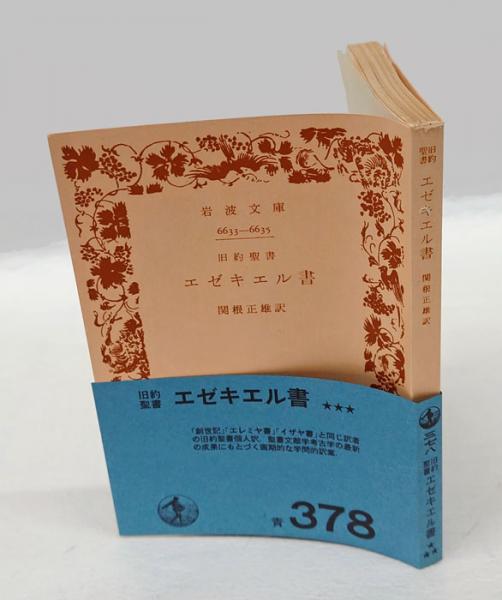 岩波文庫
6633—6635
旧約聖書
エゼキエル書
関根正雄訳
旧約聖書 エゼキエル書 ★★★
「創世記」「エレミヤ書」「イザヤ書」と同じ訳者
の旧約聖書個人訳。聖書文献学考古学の最新
の成果にもとづく画期的な学問的訳業。
青 378
旧約聖書 エゼキエル書 関根正雄訳
三七八 旧約聖書 エゼキエル書 ★★★